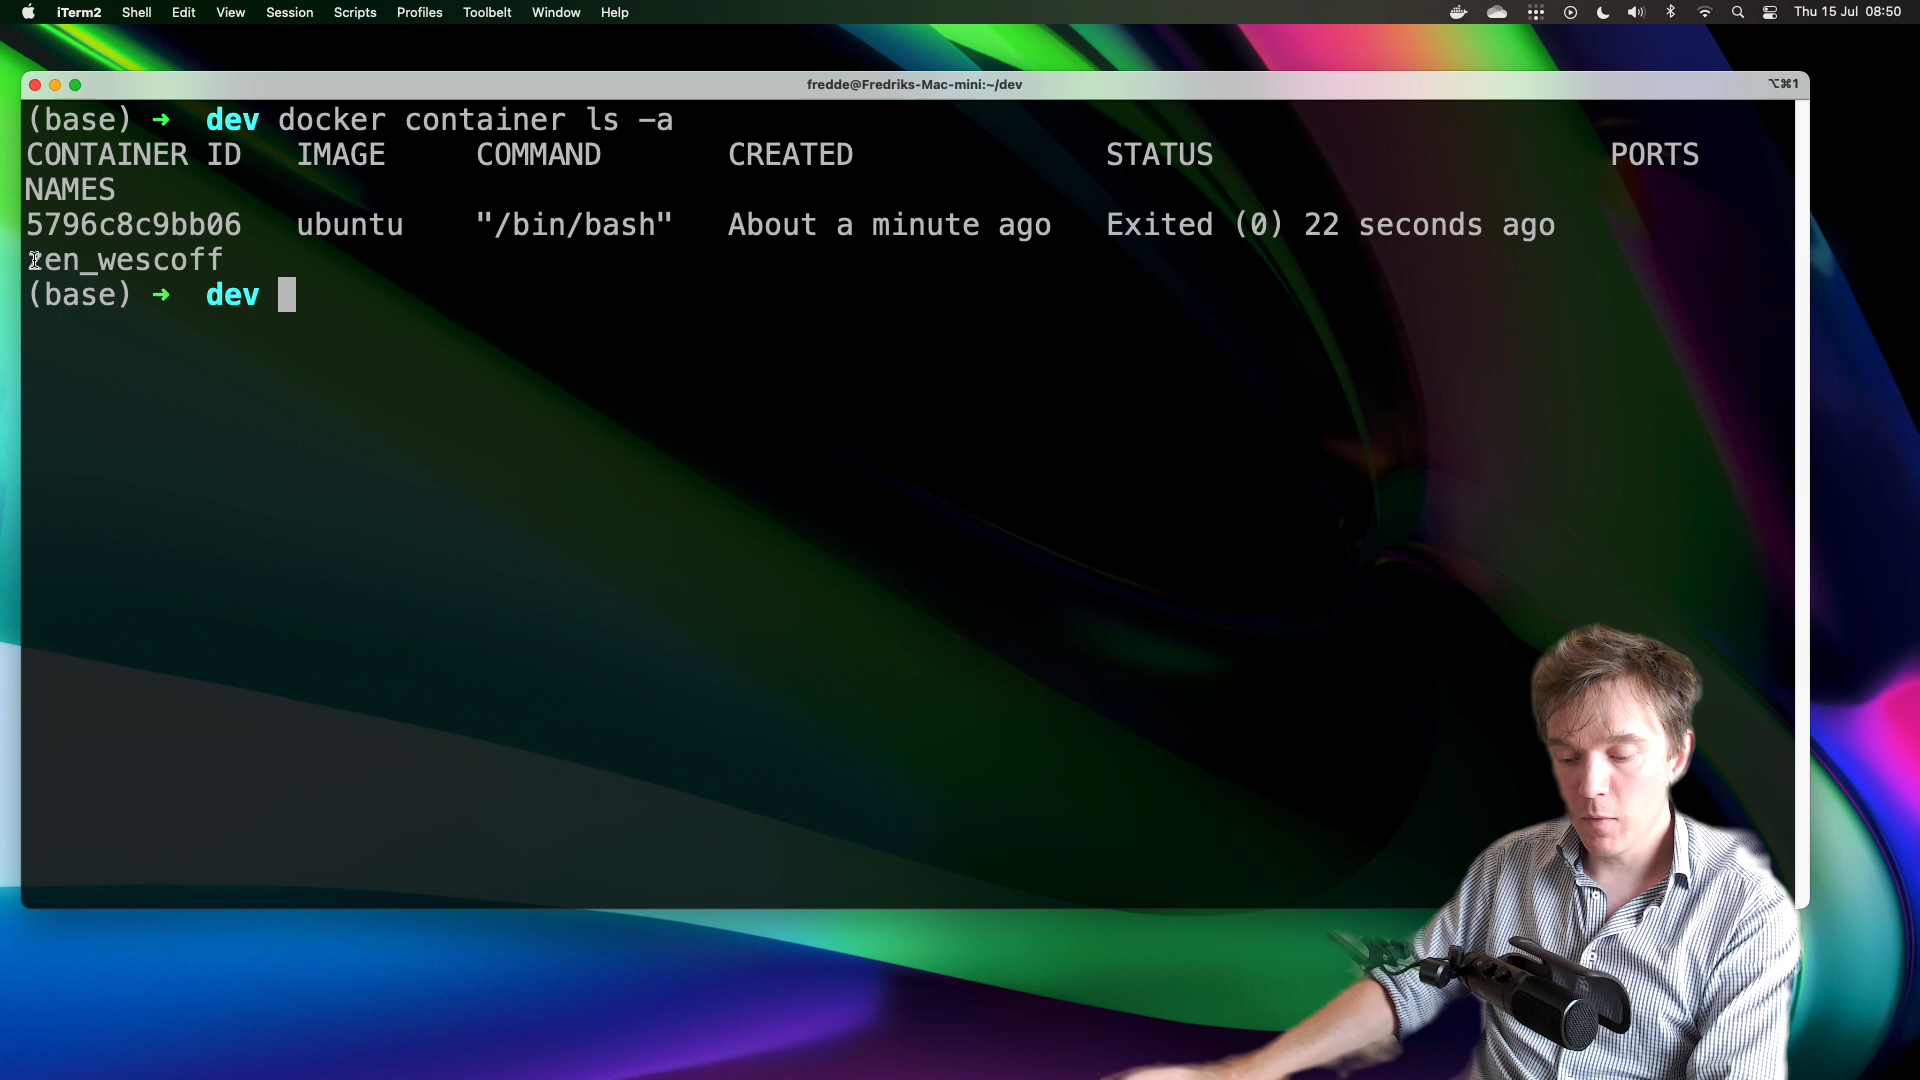 iTerm2 Shell Edit View Session Scripts Profiles Toolbelt Window Help Thu 15 Jul 08:50
fredde@Fredriks-Mac-mini:~/dev ⌥⌘1
(base) ➜ dev docker container ls -a
CONTAINER ID IMAGE COMMAND CREATED STATUS PORTS
NAMES
5796c8c9bb06 ubuntu "/bin/bash" About a minute ago Exited (0) 22 seconds ago
zen_wescoff
(base) ➜ dev